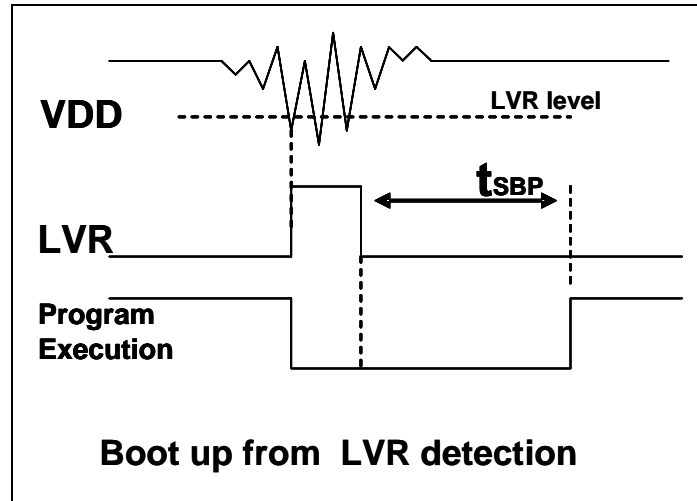 LVR level
VDD
tSBP
LVR
Program
Execution
Boot up from LVR detection